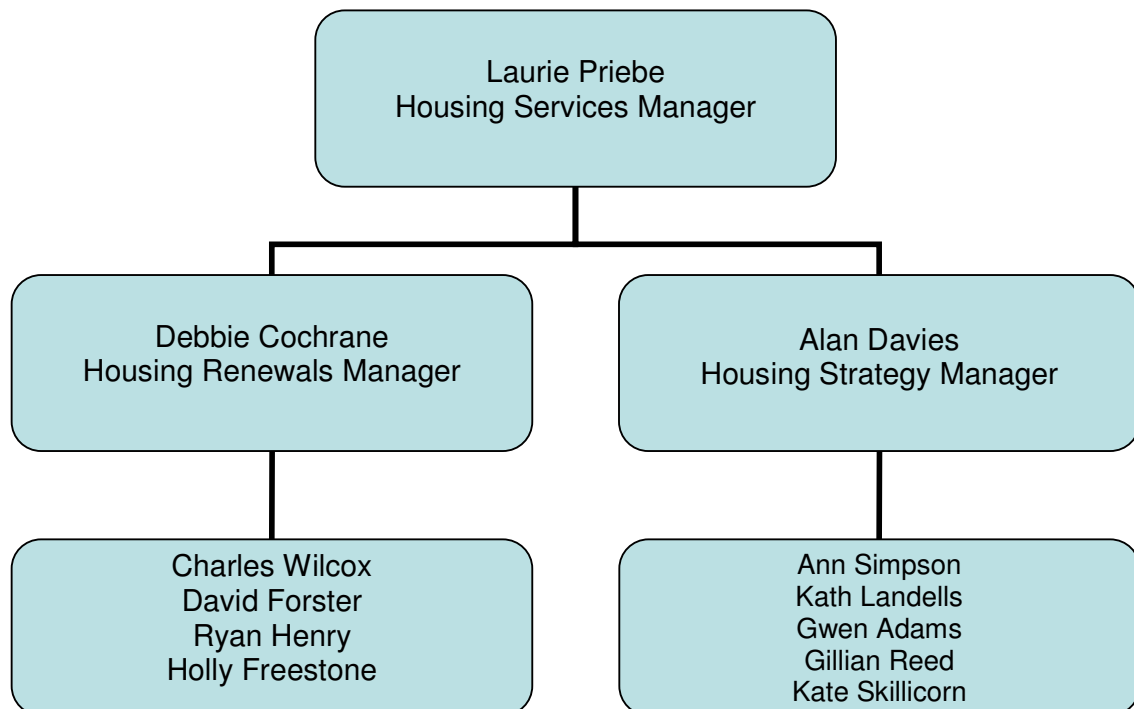 Laurie Priebe
Housing Services Manager
Debbie Cochrane
Housing Renewals Manager
Alan Davies
Housing Strategy Manager
Charles Wilcox
David Forster
Ryan Henry
Holly Freestone
Ann Simpson
Kath Landells
Gwen Adams
Gillian Reed
Kate Skillicorn